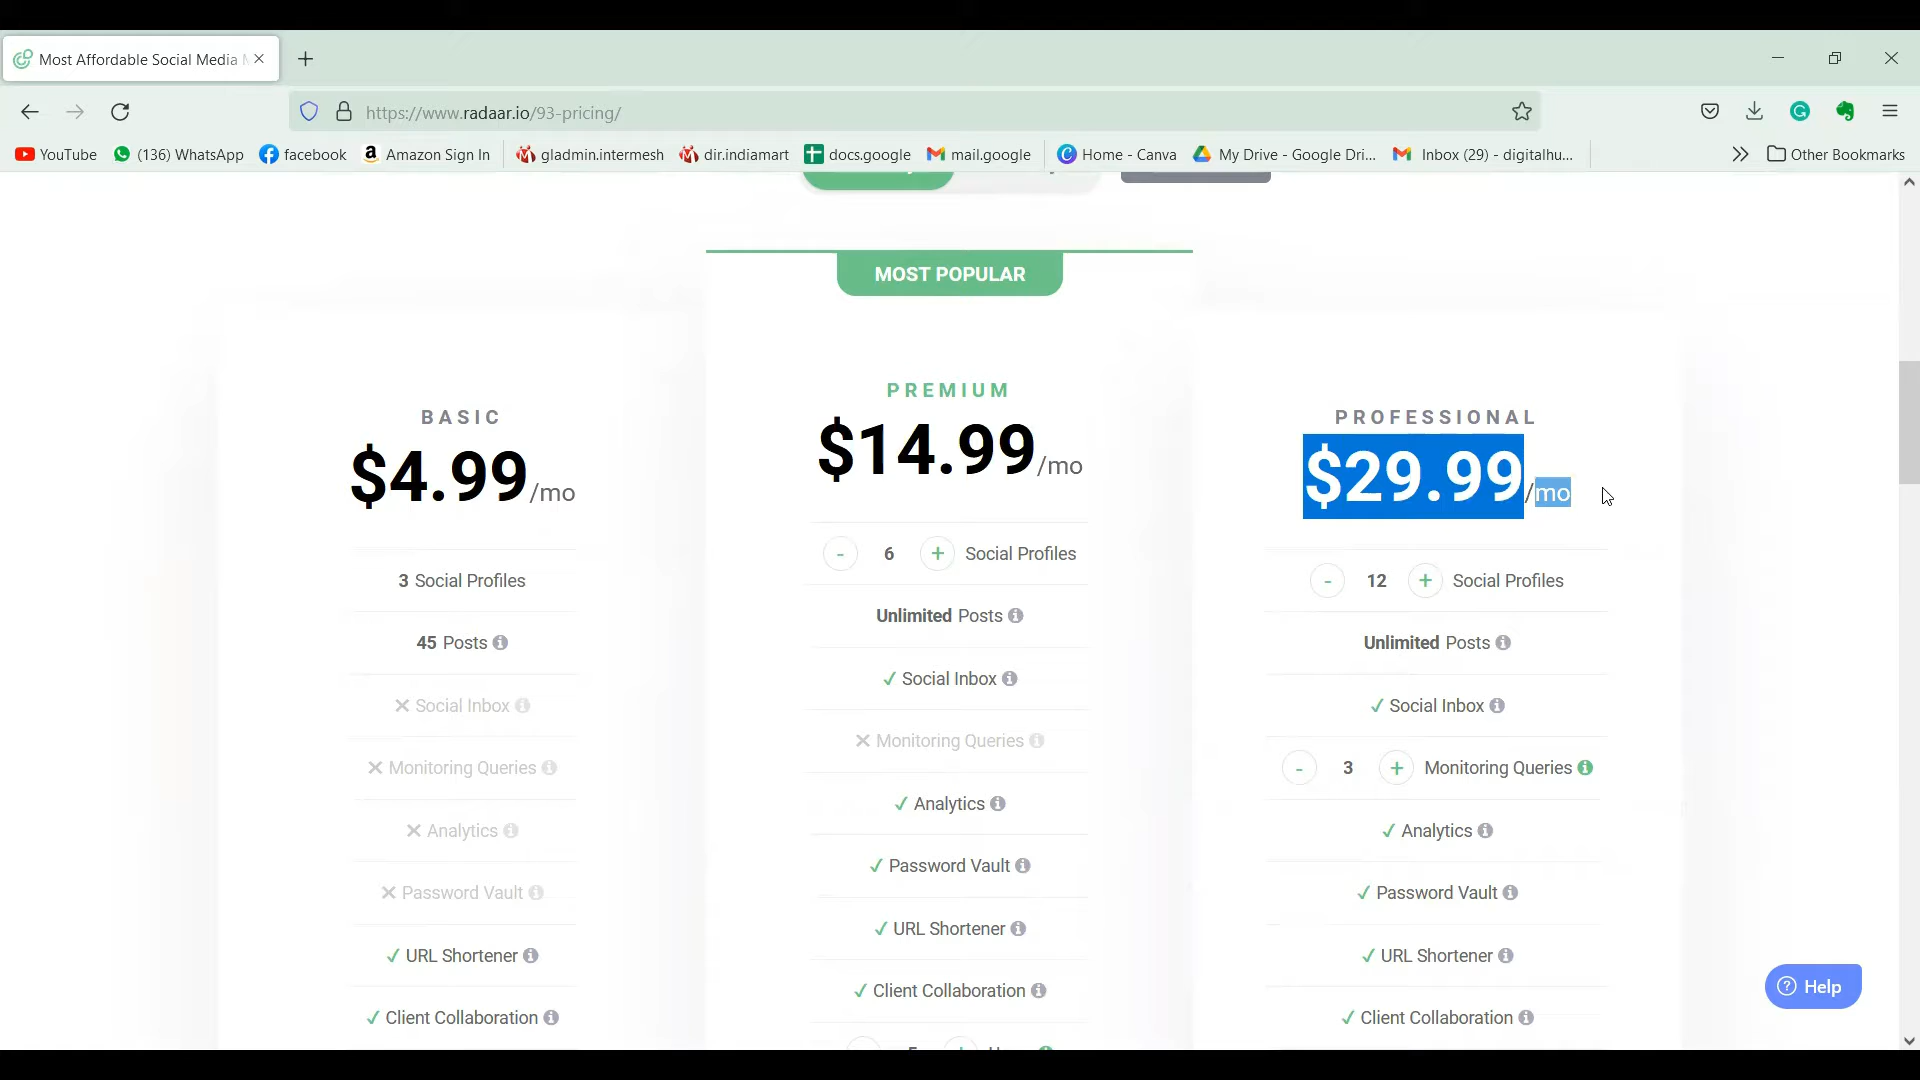 Most Affordable Social Media
https://www.radaar.io/93-pricing/
YouTube
(136) WhatsApp
facebook
Amazon Sign In
gladmin.intermesh
dir.indiamart
docs.google
mail.google
Home - Canva
My Drive - Google Dri...
Inbox (29) - digitalhu...
Other Bookmarks
MOST POPULAR
BASIC
$4.99/mo
3 Social Profiles
45 Posts
Social Inbox
Monitoring Queries
Analytics
Password Vault
URL Shortener
Client Collaboration
PREMIUM
$14.99/mo
- 6 + Social Profiles
Unlimited Posts
Social Inbox
Monitoring Queries
Analytics
Password Vault
URL Shortener
Client Collaboration
PROFESSIONAL
$29.99/mo
- 12 + Social Profiles
Unlimited Posts
Social Inbox
- 3 + Monitoring Queries
Analytics
Password Vault
URL Shortener
Client Collaboration
Help